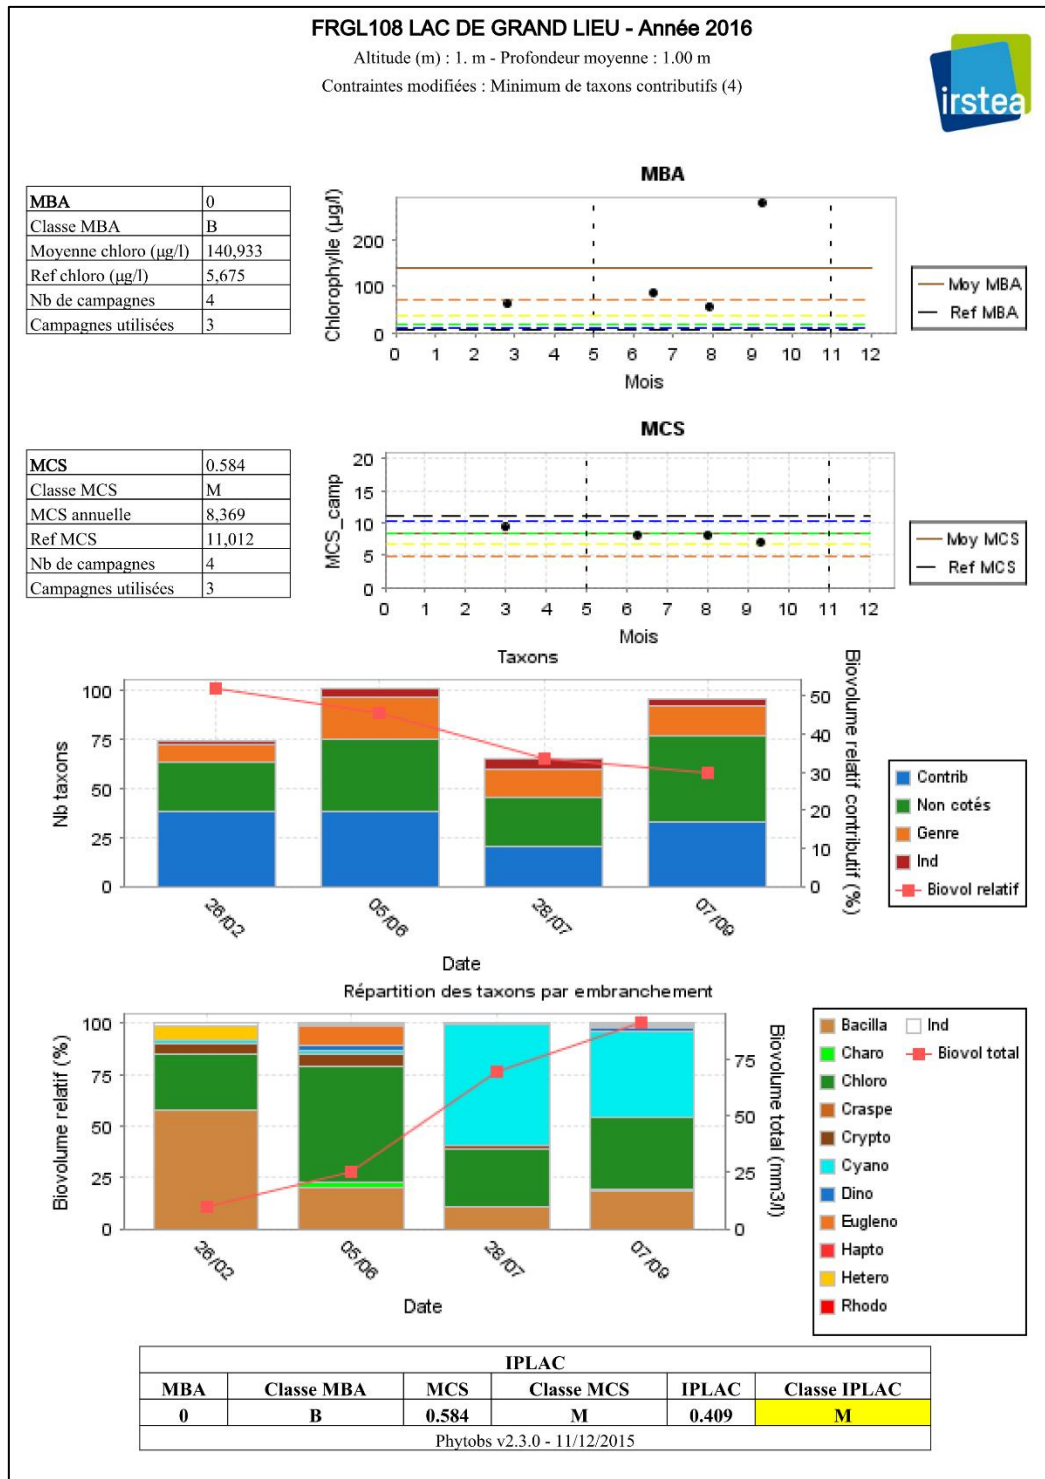 FRGL108 LAC DE GRAND LIEU - Année 2016
Altitude (m) : 1. m - Profondeur moyenne : 1.00 m
Contraintes modifiées : Minimum de taxons contributifs (4)
irstea
MBA 0
Classe MBA B
Moyenne chloro (µg/l) 140,933
Ref chloro (µg/l) 5,675
Nb de campagnes 4
Campagnes utilisées 3
MBA
Chlorophylle (µg/l)
200
100
0
0 1 2 3 4 5 6 7 8 9 10 11 12
Mois
Moy MBA
Ref MBA
MCS 0.584
Classe MCS M
MCS annuelle 8,369
Ref MCS 11,012
Nb de campagnes 4
Campagnes utilisées 3
MCS
MCS_camp
20
15
10
5
0
0 1 2 3 4 5 6 7 8 9 10 11 12
Mois
Moy MCS
Ref MCS
Taxons
Nb taxons
100
75
50
25
0
Biovolume relatif contributif (%)
50
40
30
20
10
0
26/02 05/06 28/07 07/09
Date
Contrib
Non cotés
Genre
Ind
Biovol relatif
Répartition des taxons par embranchement
Biovolume relatif (%)
100
75
50
25
0
Biovolume total (mm3/l)
75
50
25
0
26/02 05/06 28/07 07/09
Date
Bacilla Ind
Charo Biovol total
Chloro
Craspe
Crypto
Cyano
Dino
Eugleno
Hapto
Hetero
Rhodo
IPLAC
MBA Classe MBA MCS Classe MCS IPLAC Classe IPLAC
0 B 0.584 M 0.409 M
Phytobs v2.3.0 - 11/12/2015